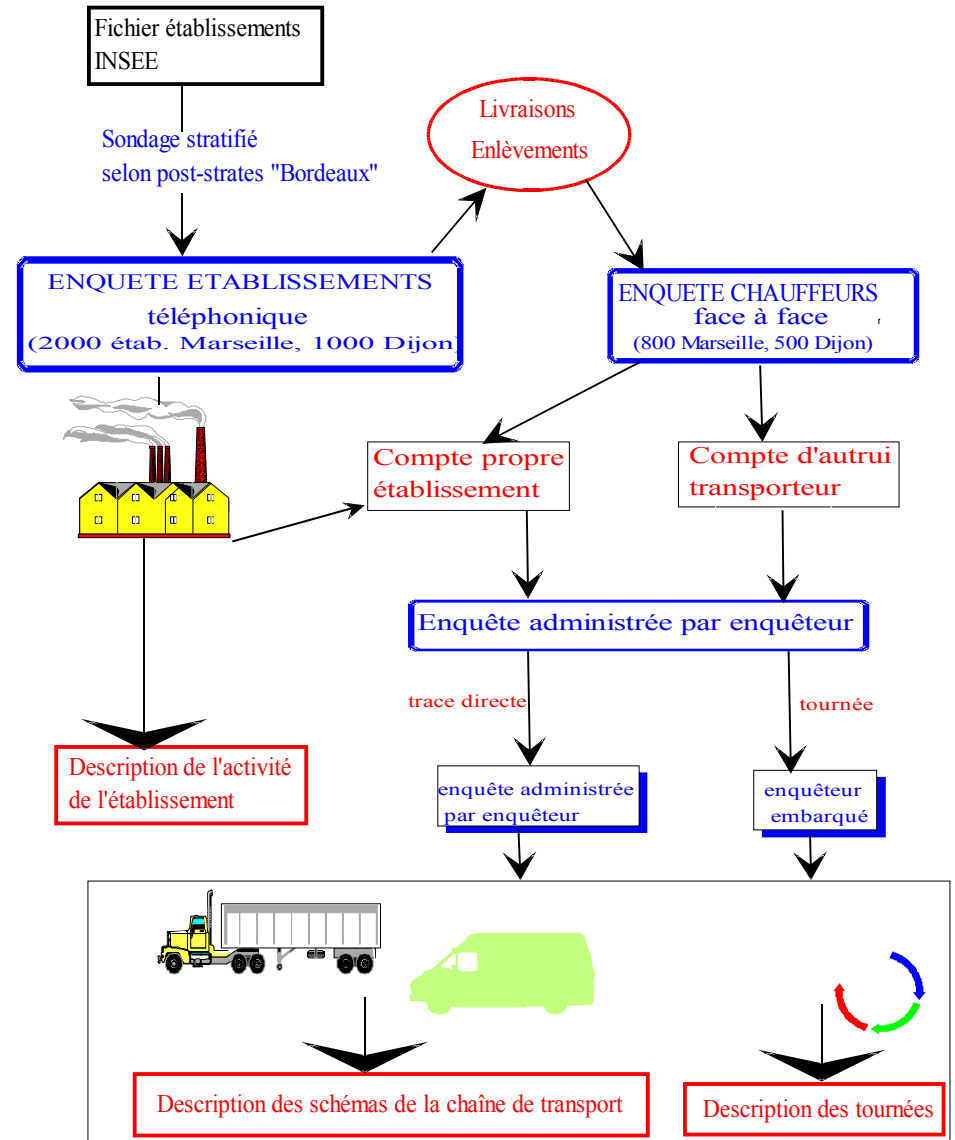 Fichier établissements
INSEE
Sondage stratifié
selon post-strates "Bordeaux"
Livraisons
Enlèvements
ENQUETE ETABLISSEMENTS
téléphonique
(2000 étab. Marseille, 1000 Dijon)
ENQUETE CHAUFFEURS
face à face
(800 Marseille, 500 Dijon)
Compte propre
établissement
Compte d'autrui
transporteur
Enquête administrée par enquêteur
trace directe
tournée
Description de l'activité
de l'établissement
enquête administrée
par enquêteur
enquêteur
embarqué
Description des schémas de la chaîne de transport
Description des tournées